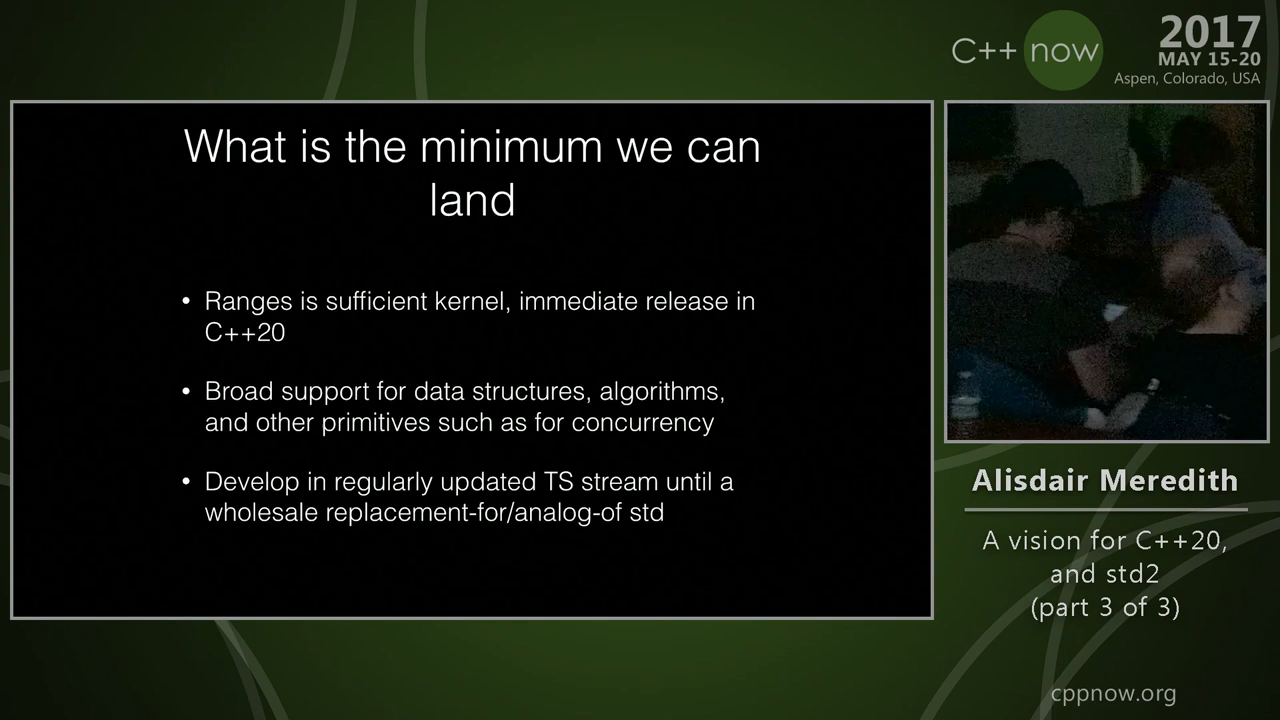 C++ now
2017
MAY 15-20
Aspen, Colorado, USA
What is the minimum we can
land
• Ranges is sufficient kernel, immediate release in
C++20
• Broad support for data structures, algorithms,
and other primitives such as for concurrency
• Develop in regularly updated TS stream until a
wholesale replacement-for/analog-of std
Alisdair Meredith
A vision for C++20,
and std2
(part 3 of 3)
cppnow.org